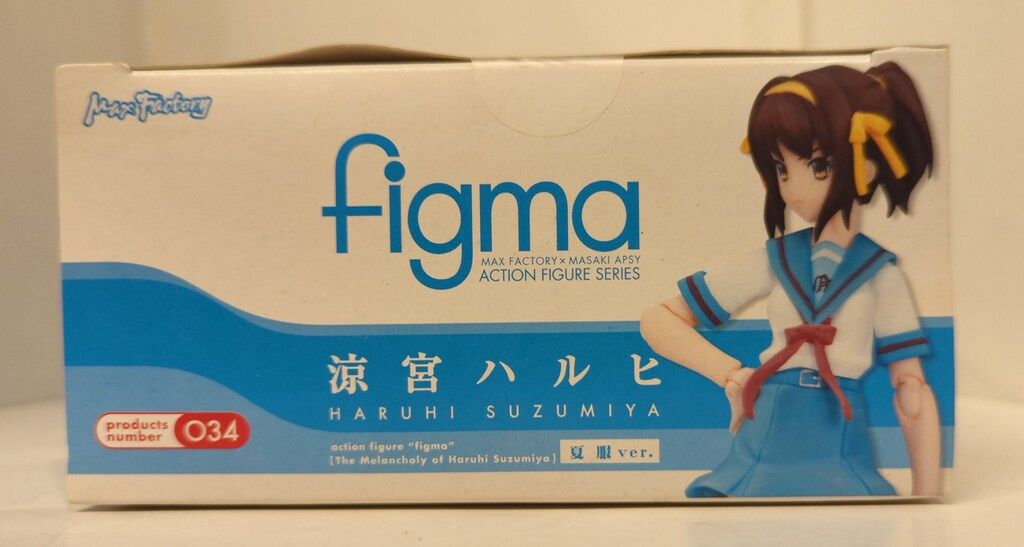 Max Factory
figma
MAX FACTORY × MASAKI APSY
ACTION FIGURE SERIES
涼宮ハルヒ
HARUHI SUZUMIYA
products
number 034
action figure "figma"
[The Melancholy of Haruhi Suzumiya] 夏服ver.